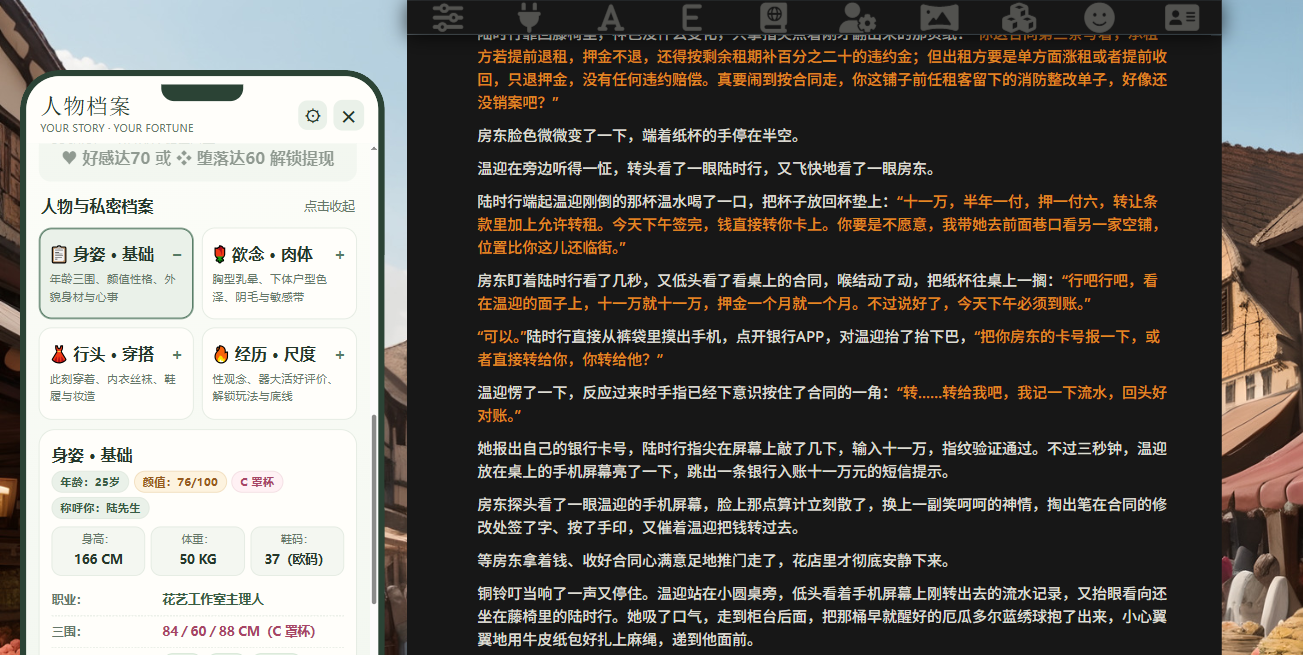 人物档案
YOUR STORY · YOUR FORTUNE
♥ 好感达70 或 ❖ 堕落达60 解锁提现
人物与私密档案
点击收起
身姿 • 基础
−
年龄三围、颜值性格、外
貌身材与心事
欲念 • 肉体
+
胸型乳晕、下体户型色
泽、阴毛与敏感带
行头 • 穿搭
+
此刻穿着、内衣丝袜、鞋
履与妆造
经历 • 尺度
+
性观念、器大活好评价、
解锁玩法与底线
身姿 • 基础
年龄：25岁
颜值：76/100
C 罩杯
称呼你：陆先生
身高：
166 CM
体重：
50 KG
鞋码：
37（欧码）
职业：
花艺工作室主理人
三围：
84 / 60 / 88 CM（C 罩杯）
方若提前退租，押金不退，还得按剩余租期补百分之二十的违约金；但出租方要是单方面涨租或者提前收
回，只退押金，没有任何违约赔偿。真要闹到按合同走，你这铺子前任租客留下的消防整改单子，好像还
没销案吧？”
房东脸色微微变了一下，端着纸杯的手停在半空。
温迎在旁边听得一怔，转头看了一眼陆时行，又飞快地看了一眼房东。
陆时行端起温迎刚倒的那杯温水喝了一口，把杯子放回杯垫上：“十一万，半年一付，押一付六，转让条
款里加上允许转租。今天下午签完，钱直接转你卡上。你要是不愿意，我带她去前面巷口看另一家空铺，
位置比你这儿还临街。”
房东盯着陆时行看了几秒，又低头看了看桌上的合同，喉结动了动，把纸杯往桌上一搁：“行吧行吧，看
在温迎的面子上，十一万就十一万，押金一个月就一个月。不过说好了，今天下午必须到账。”
“可以。”陆时行直接从裤袋里摸出手机，点开银行APP，对温迎抬了抬下巴，“把你房东的卡号报一下，或
者直接转给你，你转给他？”
温迎愣了一下，反应过来时手指已经下意识按住了合同的一角：“转……转给我吧，我记一下流水，回头好
对账。”
她报出自己的银行卡号，陆时行指尖在屏幕上敲了几下，输入十一万，指纹验证通过。不过三秒钟，温迎
放在桌上的手机屏幕亮了一下，跳出一条银行入账十一万元的短信提示。
房东探头看了一眼温迎的手机屏幕，脸上那点算计立刻散了，换上一副笑呵呵的神情，掏出笔在合同的修
改处签了字、按了手印，又催着温迎把钱转过去。
等房东拿着钱、收好合同心满意足地推门走了，花店里才彻底安静下来。
铜铃叮当响了一声又停住。温迎站在小圆桌旁，低头看着手机屏幕上刚转出去的流水记录，又抬眼看向还
坐在藤椅里的陆时行。她吸了口气，走到柜台后面，把那桶早就醒好的厄瓜多尔蓝绣球抱了出来，小心翼
翼地用牛皮纸包好扎上麻绳，递到他面前。